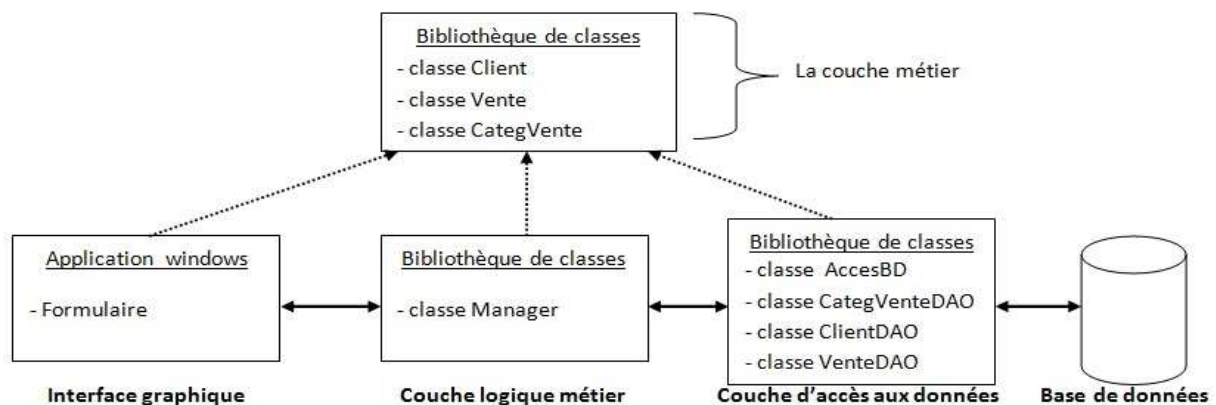 Bibliothèque de classes
- classe Client
- classe Vente
- classe CategVente
La couche métier
Application windows
- Formulaire
Bibliothèque de classes
- classe Manager
Bibliothèque de classes
- classe AccesBD
- classe CategVenteDAO
- classe ClientDAO
- classe VenteDAO
Interface graphique
Couche logique métier
Couche d'accès aux données
Base de données